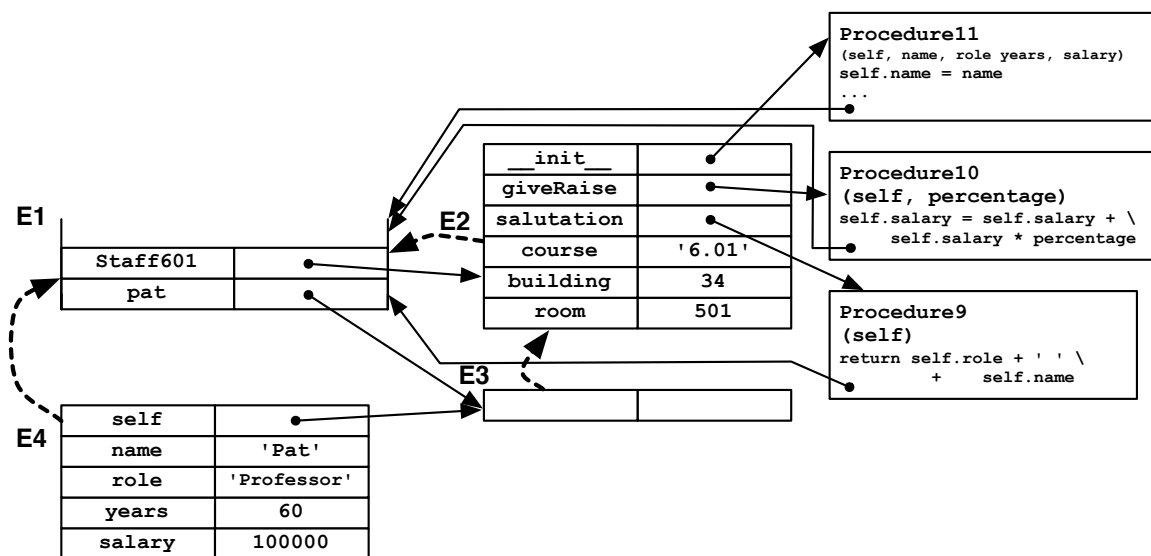 Procedure11
(self, name, role years, salary)
self.name = name
...
__init__
giveRaise
salutation
course '6.01'
building 34
room 501
Procedure10
(self, percentage)
self.salary = self.salary + \
self.salary * percentage
E1
E2
Staff601
pat
Procedure9
(self)
return self.role + ' ' \
+ self.name
E3
E4
self
name 'Pat'
role 'Professor'
years 60
salary 100000